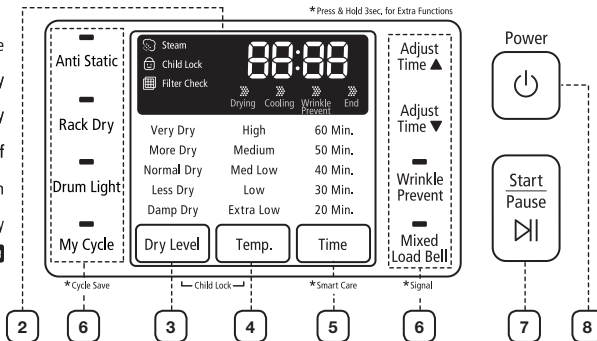 *Press & Hold 3sec. for Extra Functions
Anti Static
Rack Dry
Drum Light
My Cycle
*Cycle Save
Steam
Child Lock
Filter Check
88:88
Drying Cooling Wrinkle Prevent End
Very Dry High 60 Min.
More Dry Medium 50 Min.
Normal Dry Med Low 40 Min.
Less Dry Low 30 Min.
Damp Dry Extra Low 20 Min.
Dry Level Temp. Time
Child Lock *Smart Care
Adjust
Time ▲
Adjust
Time ▼
Wrinkle
Prevent
Mixed
Load Bell
*Signal
Power
Start
Pause
2 6 3 4 5 6 7 8